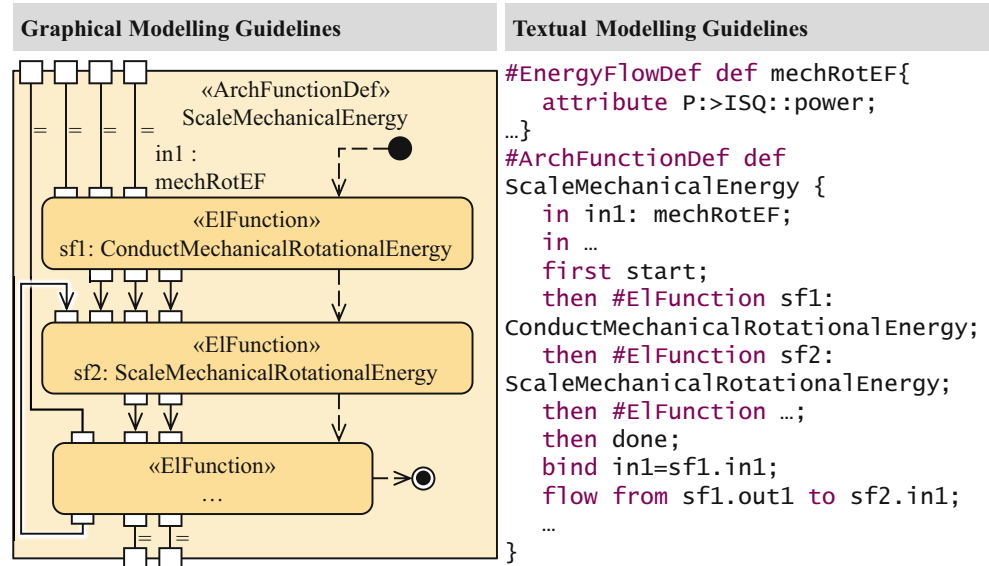 Graphical Modelling Guidelines
«ArchFunctionDef»
ScaleMechanicalEnergy
= = = =
in1 :
mechRotEF
«ElFunction»
sf1: ConductMechanicalRotationalEnergy
«ElFunction»
sf2: ScaleMechanicalRotationalEnergy
«ElFunction»
…
= =
Textual Modelling Guidelines
#EnergyFlowDef def mechRotEF{
attribute P:>ISQ::power;
…}
#ArchFunctionDef def
ScaleMechanicalEnergy {
in in1: mechRotEF;
in …
first start;
then #ElFunction sf1:
ConductMechanicalRotationalEnergy;
then #ElFunction sf2:
ScaleMechanicalRotationalEnergy;
then #ElFunction …;
then done;
bind in1=sf1.in1;
flow from sf1.out1 to sf2.in1;
…
}